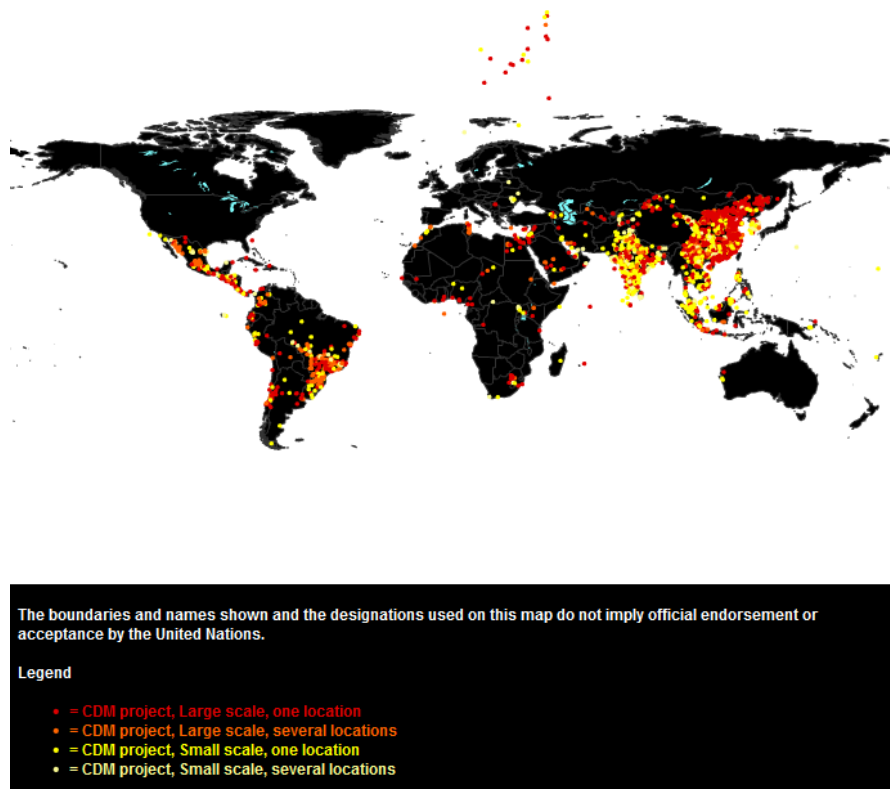 The boundaries and names shown and the designations used on this map do not imply official endorsement or
acceptance by the United Nations.
Legend
• = CDM project, Large scale, one location
• = CDM project, Large scale, several locations
• = CDM project, Small scale, one location
• = CDM project, Small scale, several locations